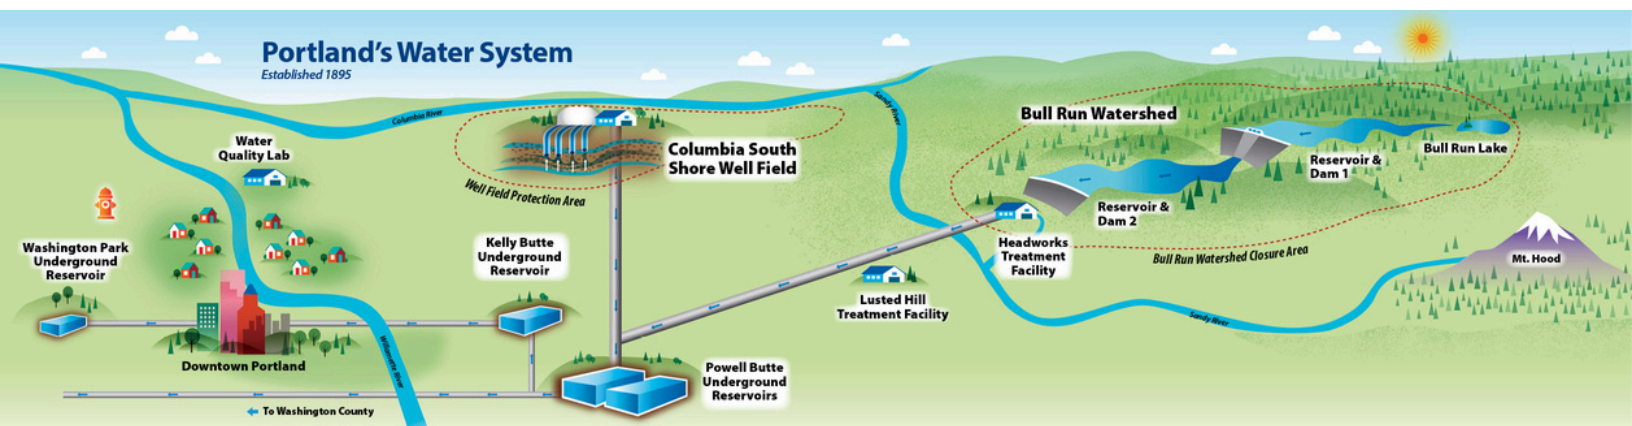 Portland's Water System
Established 1895
Columbia River
Sandy River
Bull Run Watershed
Water
Quality Lab
Columbia South
Shore Well Field
Well Field Protection Area
Reservoir &
Dam 1
Bull Run Lake
Reservoir &
Dam 2
Washington Park
Underground
Reservoir
Kelly Butte
Underground
Reservoir
Headworks
Treatment
Facility
Bull Run Watershed Closure Area
Mt. Hood
Lusted Hill
Treatment Facility
Sandy River
Downtown Portland
Willamette River
Powell Butte
Underground
Reservoirs
To Washington County